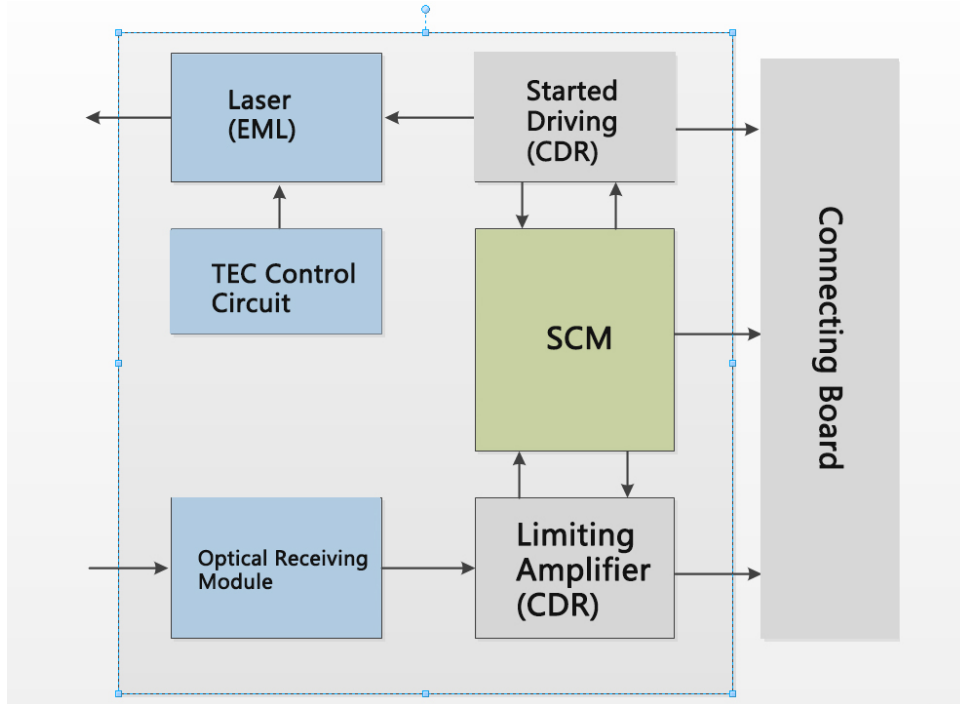 Laser
(EML)
Started
Driving
(CDR)
TEC Control
Circuit
SCM
Connecting Board
Optical Receiving
Module
Limiting
Amplifier
(CDR)